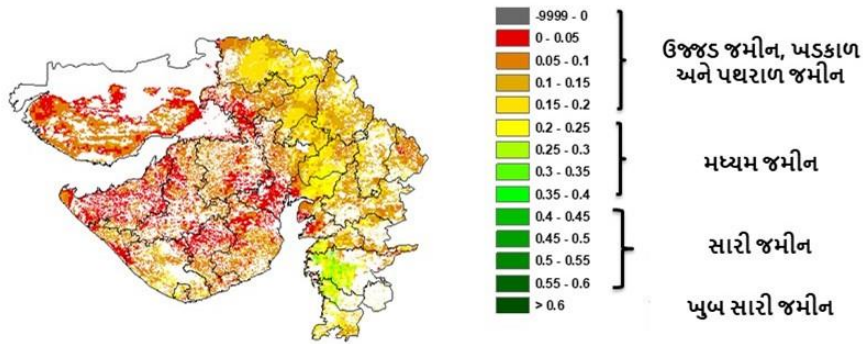 -9999 - 0
0 - 0.05
0.05 - 0.1
0.1 - 0.15
0.15 - 0.2
0.2 - 0.25
0.25 - 0.3
0.3 - 0.35
0.35 - 0.4
0.4 - 0.45
0.45 - 0.5
0.5 - 0.55
0.55 - 0.6
> 0.6
ઉજ્જડ જમીન, ખડકાળ
અને પથરાળ જમીન
મધ્યમ જમીન
સારી જમીન
ખુબ સારી જમીન